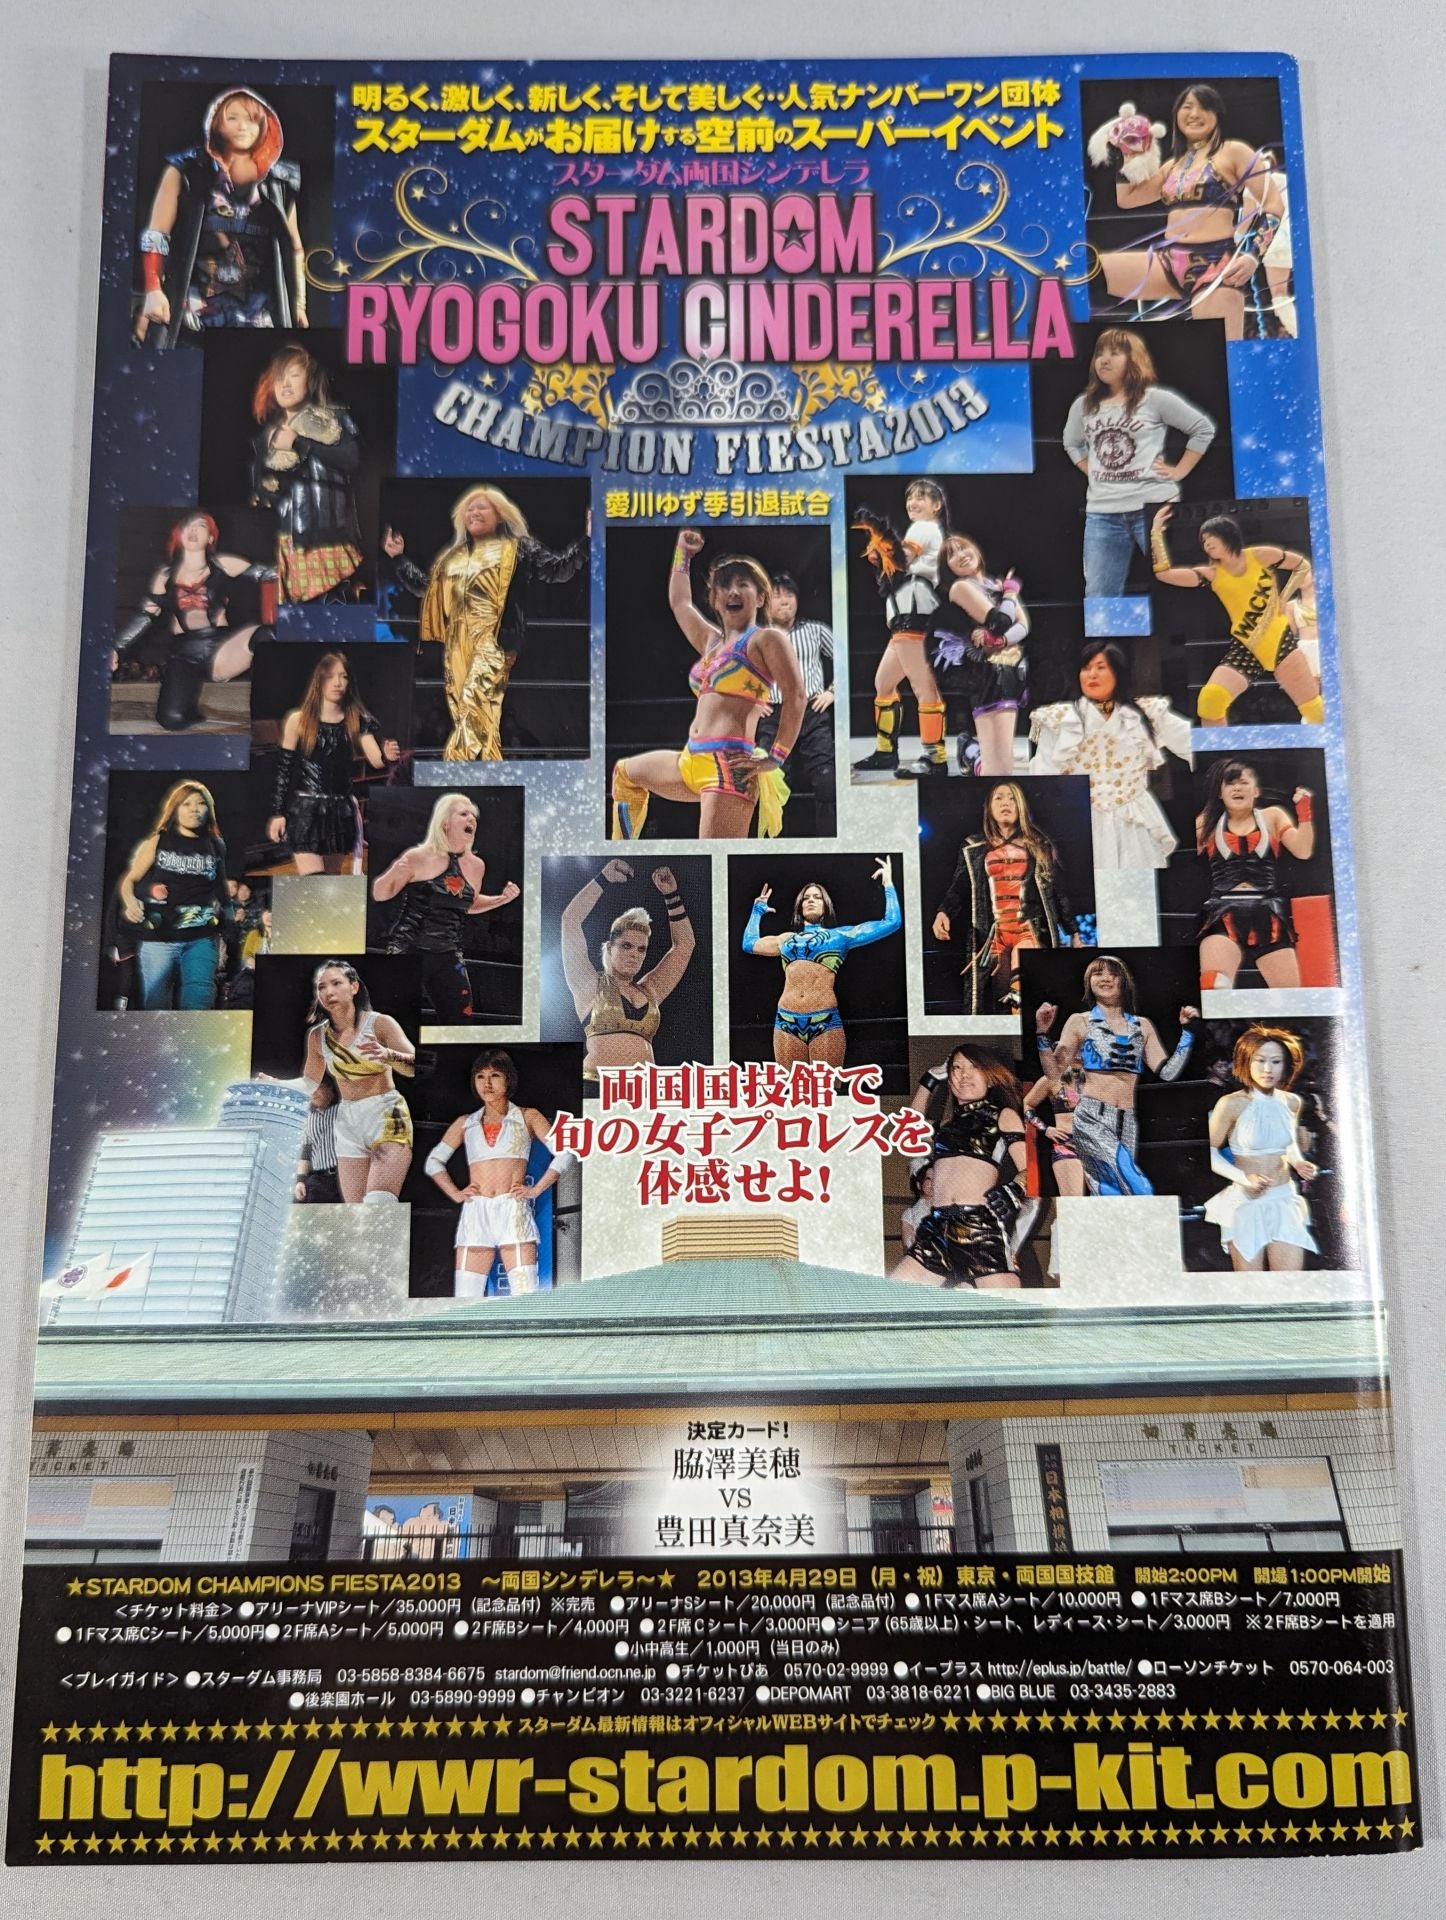 明るく、激しく、新しく、そして美しく…人気ナンバーワン団体
スターダムがお届けする空前のスーパーイベント
スターダム両国シンデレラ
STARDOM
RYOGOKU CINDERELLA
CHAMPION FIESTA2013
愛川ゆず季引退試合
MALIBU
WACKY
両国国技館で
旬の女子プロレスを
体感せよ!
決定カード!
脇澤美穂
VS
豊田真奈美
TICKET
TICKET
★STARDOM CHAMPIONS FIESTA2013 ～両国シンデレラ～★ 2013年4月29日（月・祝）東京・両国国技館 開始2:00PM 開場1:00PM開始
＜チケット料金＞●アリーナVIPシート／35,000円（記念品付）※完売 ●アリーナSシート／20,000円（記念品付）●1Fマス席Aシート／10,000円 ●1Fマス席Bシート／7,000円
●1Fマス席Cシート／5,000円●2F席Aシート／5,000円 ●2F席Bシート／4,000円 ●2F席Cシート／3,000円●シニア(65歳以上)・シート、レディース・シート／3,000円 ※2F席Bシートを適用
●小中高生／1,000円（当日のみ）
＜プレイガイド＞●スターダム事務局 03-5858-8384-6675 stardom@friend.ocn.ne.jp ●チケットぴあ 0570-02-9999 ●イープラス http://eplus.jp/battle/ ●ローソンチケット 0570-064-003
●後楽園ホール 03-5890-9999 ●チャンピオン 03-3221-6237 ●DEPOMART 03-3818-6221 ●BIG BLUE 03-3435-2883
スターダム最新情報はオフィシャルWEBサイトでチェック
http://wwr-stardom.p-kit.com